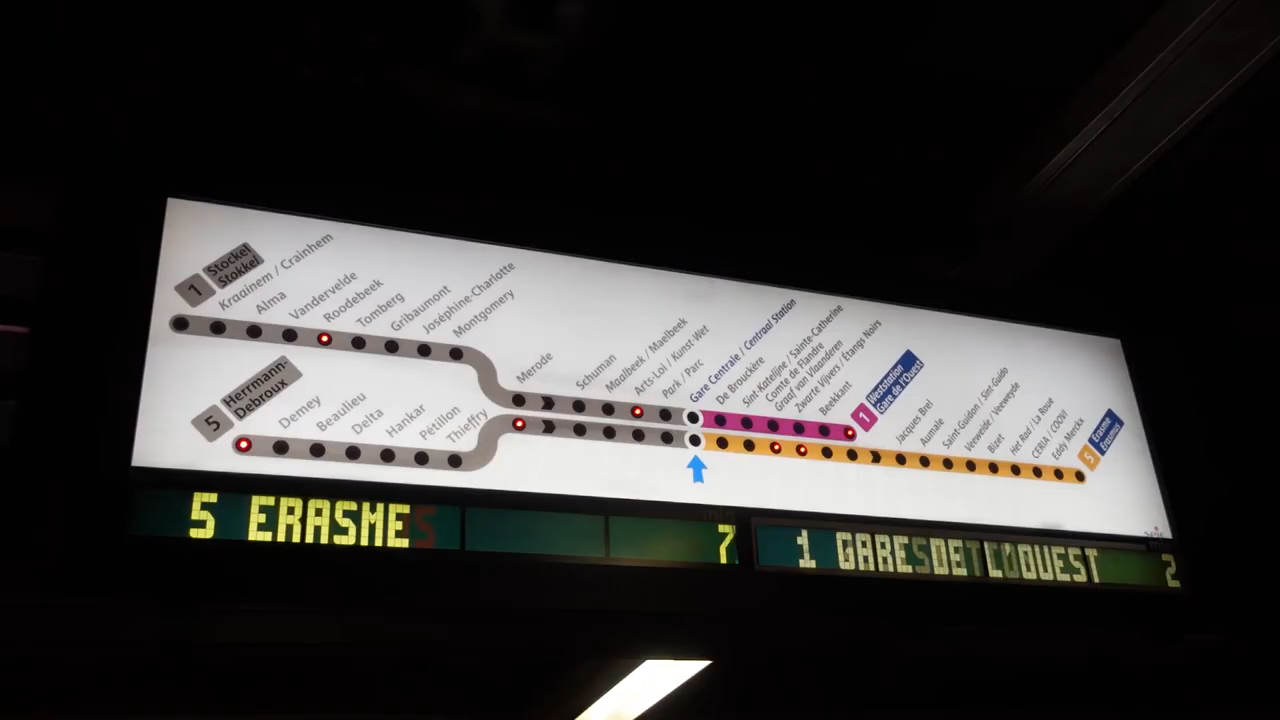 1 Stockel
Stokkel
Kraainem / Crainhem
Alma
Vandervelde
Roodebeek
Tomberg
Gribaumont
Joséphine-Charlotte
Montgomery
5 Herrmann-
Debroux
Demey
Beaulieu
Delta
Hankar
Pétillon
Thieffry
Merode
Schuman
Maalbeek / Maelbeek
Arts-Loi / Kunst-Wet
Park / Parc
Gare Centrale / Centraal Station
De Brouckère
Sint-Katelijne / Sainte-Catherine
Comte de Flandre
Graaf van Vlaanderen
Zwarte Vijvers / Étangs Noirs
Beekkant
1 Weststation
Gare de l'Ouest
Jacques Brel
Aumale
Saint-Guidon / Sint-Guido
Veeweide / Veeweyde
Bizet
Het Rad / La Roue
CERIA / COOVI
Eddy Merckx
5 Erasme
Erasmus
5 ERASME
7
1 GARE DE L OUEST
2